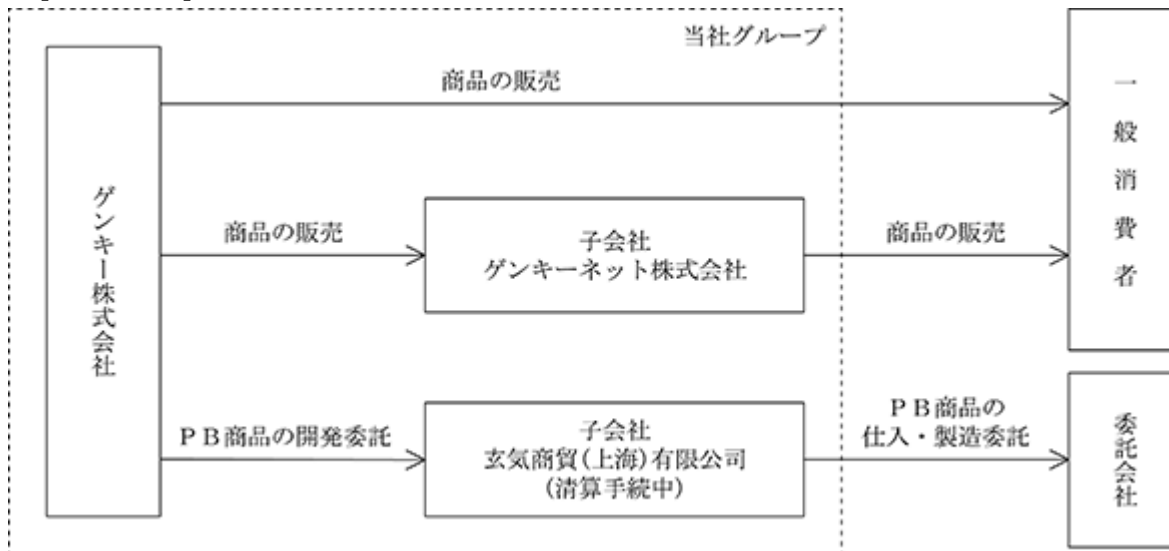 当社グループ
商品の販売
ゲンキー株式会社
一般消費者
商品の販売
子会社
ゲンキーネット株式会社
商品の販売
ＰＢ商品の開発委託
子会社
玄気商貿(上海)有限公司
(清算手続中)
ＰＢ商品の
仕入・製造委託
委託会社